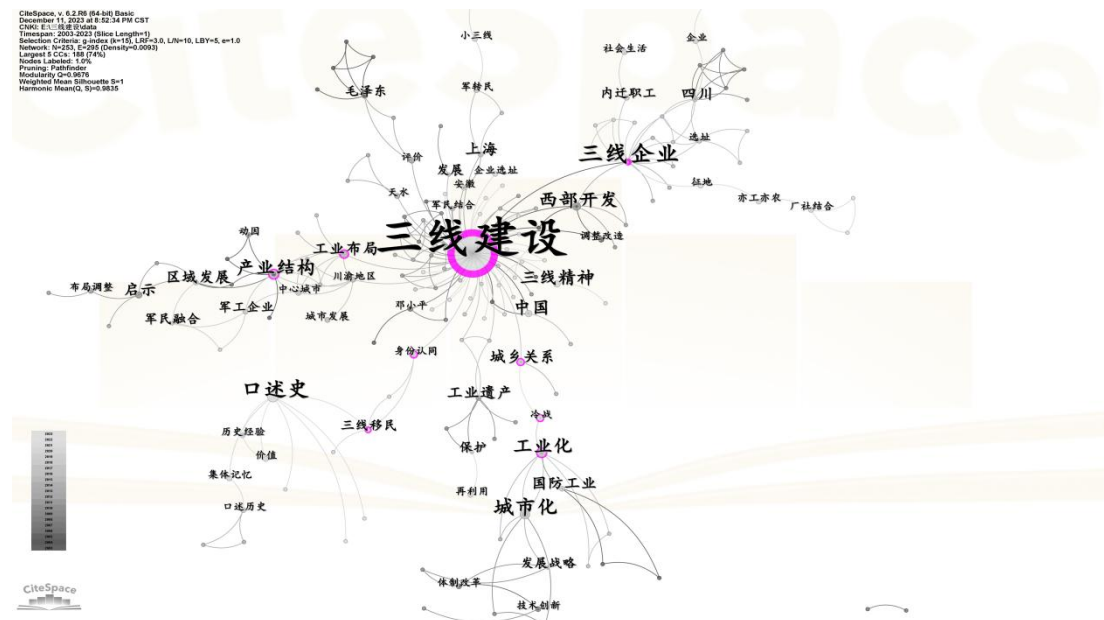 CiteSpace, v. 6.2.R6 (64-bit) Basic
December 11, 2023 at 8:52:34 PM CST
CNKI: E:\三线建设\data
Timespan: 2003-2023 (Slice Length=1)
Selection Criteria: g-index (k=15), LRF=3.0, L/N=10, LBY=5, e=1.0
Network: N=253, E=295 (Density=0.0093)
Largest 5 CCs: 188 (74%)
Nodes Labeled: 1.0%
Pruning: Pathfinder
Modularity Q=0.9676
Weighted Mean Silhouette S=1
Harmonic Mean(Q, S)=0.9835
小三线
企业
社会生活
毛泽东
军转民
内迁职工
四川
选址
上海
三线企业
评价
发展
企业选址
安徽
征地
天水
西部开发
亦工亦农
厂社结合
军民结合
三线建设
动因
调整改造
工业布局
产业结构
川渝地区
三线精神
区域发展
布局调整
启示
中心城市
中国
军工企业
邓小平
军民融合
城市发展
身份认同
城乡关系
口述史
工业遗产
冷战
三线移民
历史经验
保护
工业化
价值
集体记忆
国防工业
再利用
口述历史
城市化
发展战略
体制改革
技术创新
CiteSpace